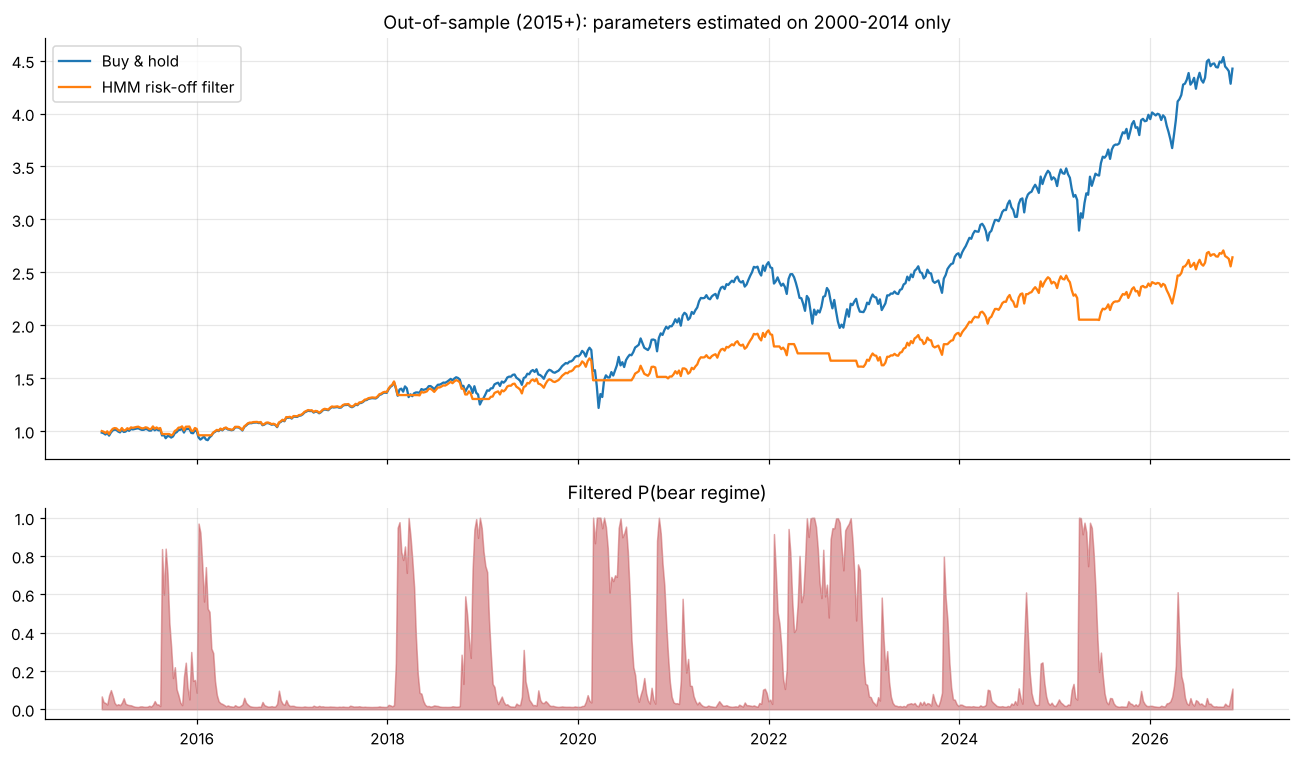 Out-of-sample (2015+): parameters estimated on 2000-2014 only
Buy & hold
HMM risk-off filter
4.5
4.0
3.5
3.0
2.5
2.0
1.5
1.0
Filtered P(bear regime)
1.0
0.8
0.6
0.4
0.2
0.0
2016 2018 2020 2022 2024 2026